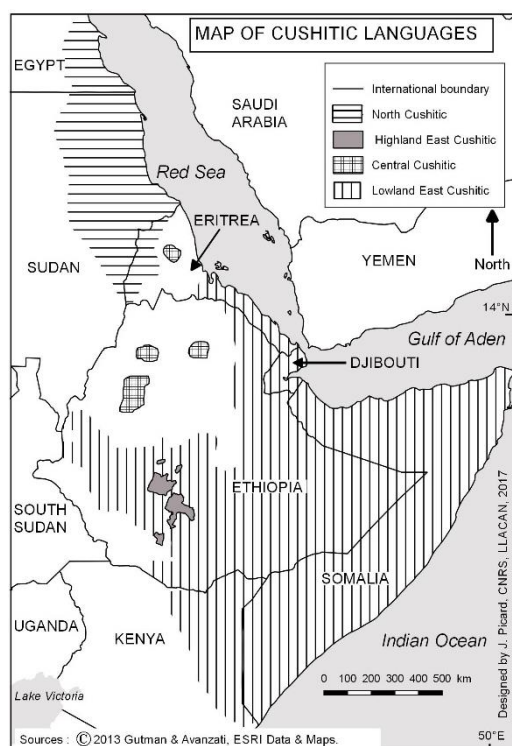 MAP OF CUSHITIC LANGUAGES
International boundary
North Cushitic
Highland East Cushitic
Central Cushitic
Lowland East Cushitic
EGYPT
SAUDI
ARABIA
Red Sea
ERITREA
SUDAN
YEMEN
North
14°N
Gulf of Aden
DJIBOUTI
ETHIOPIA
SOUTH
SUDAN
SOMALIA
UGANDA
KENYA
Indian Ocean
0 100 200 300 400 500 km
Lake Victoria
50°E
Sources : © 2013 Gutman & Avanzati, ESRI Data & Maps.
Designed by J. Picard, CNRS, LLACAN, 2017